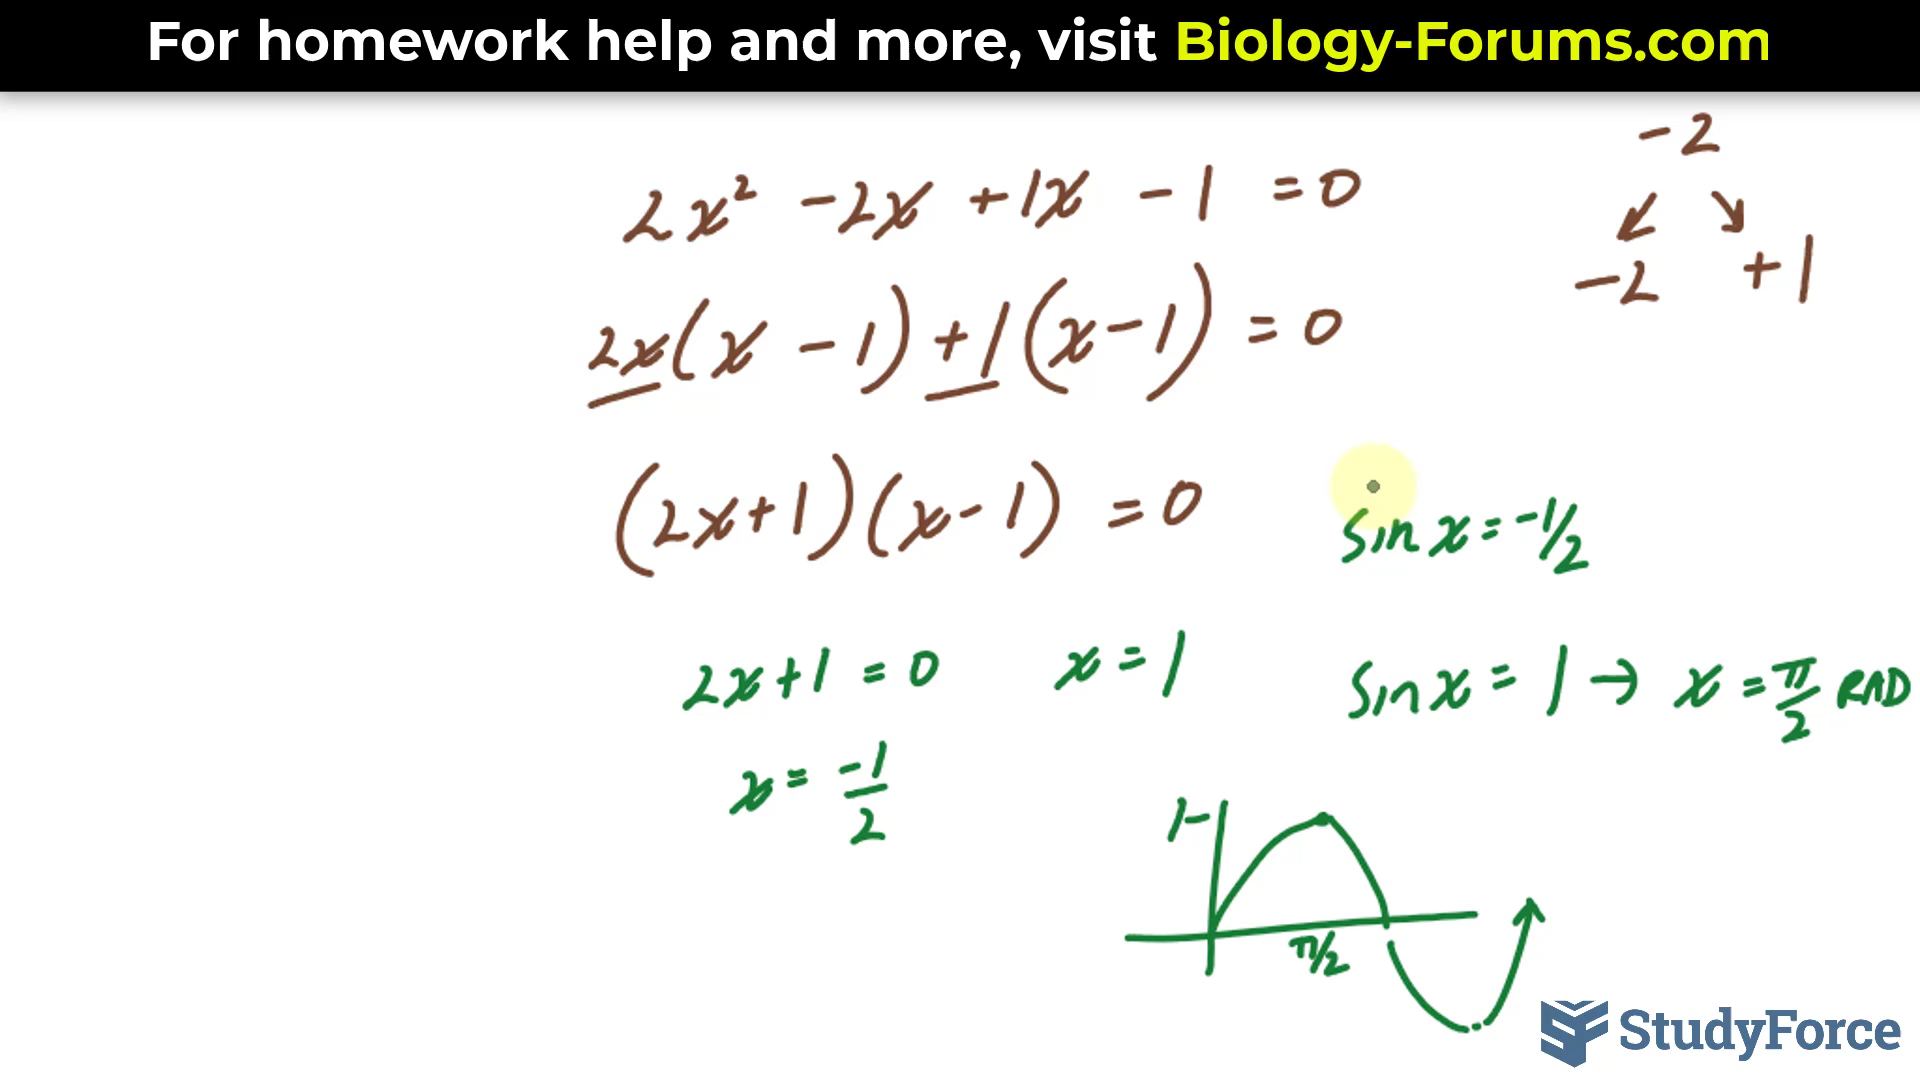 For homework help and more, visit Biology-Forums.com
-2
2x² -2x +1x -1 =0
-2 +1
2x(x -1) +1(x-1) =0
(2x+1)(x-1) =0
sin x = -1/2
2x+1 = 0
x = 1
sin x = 1 → x = π/2 RAD
x = -1/2
1-
π/2
StudyForce